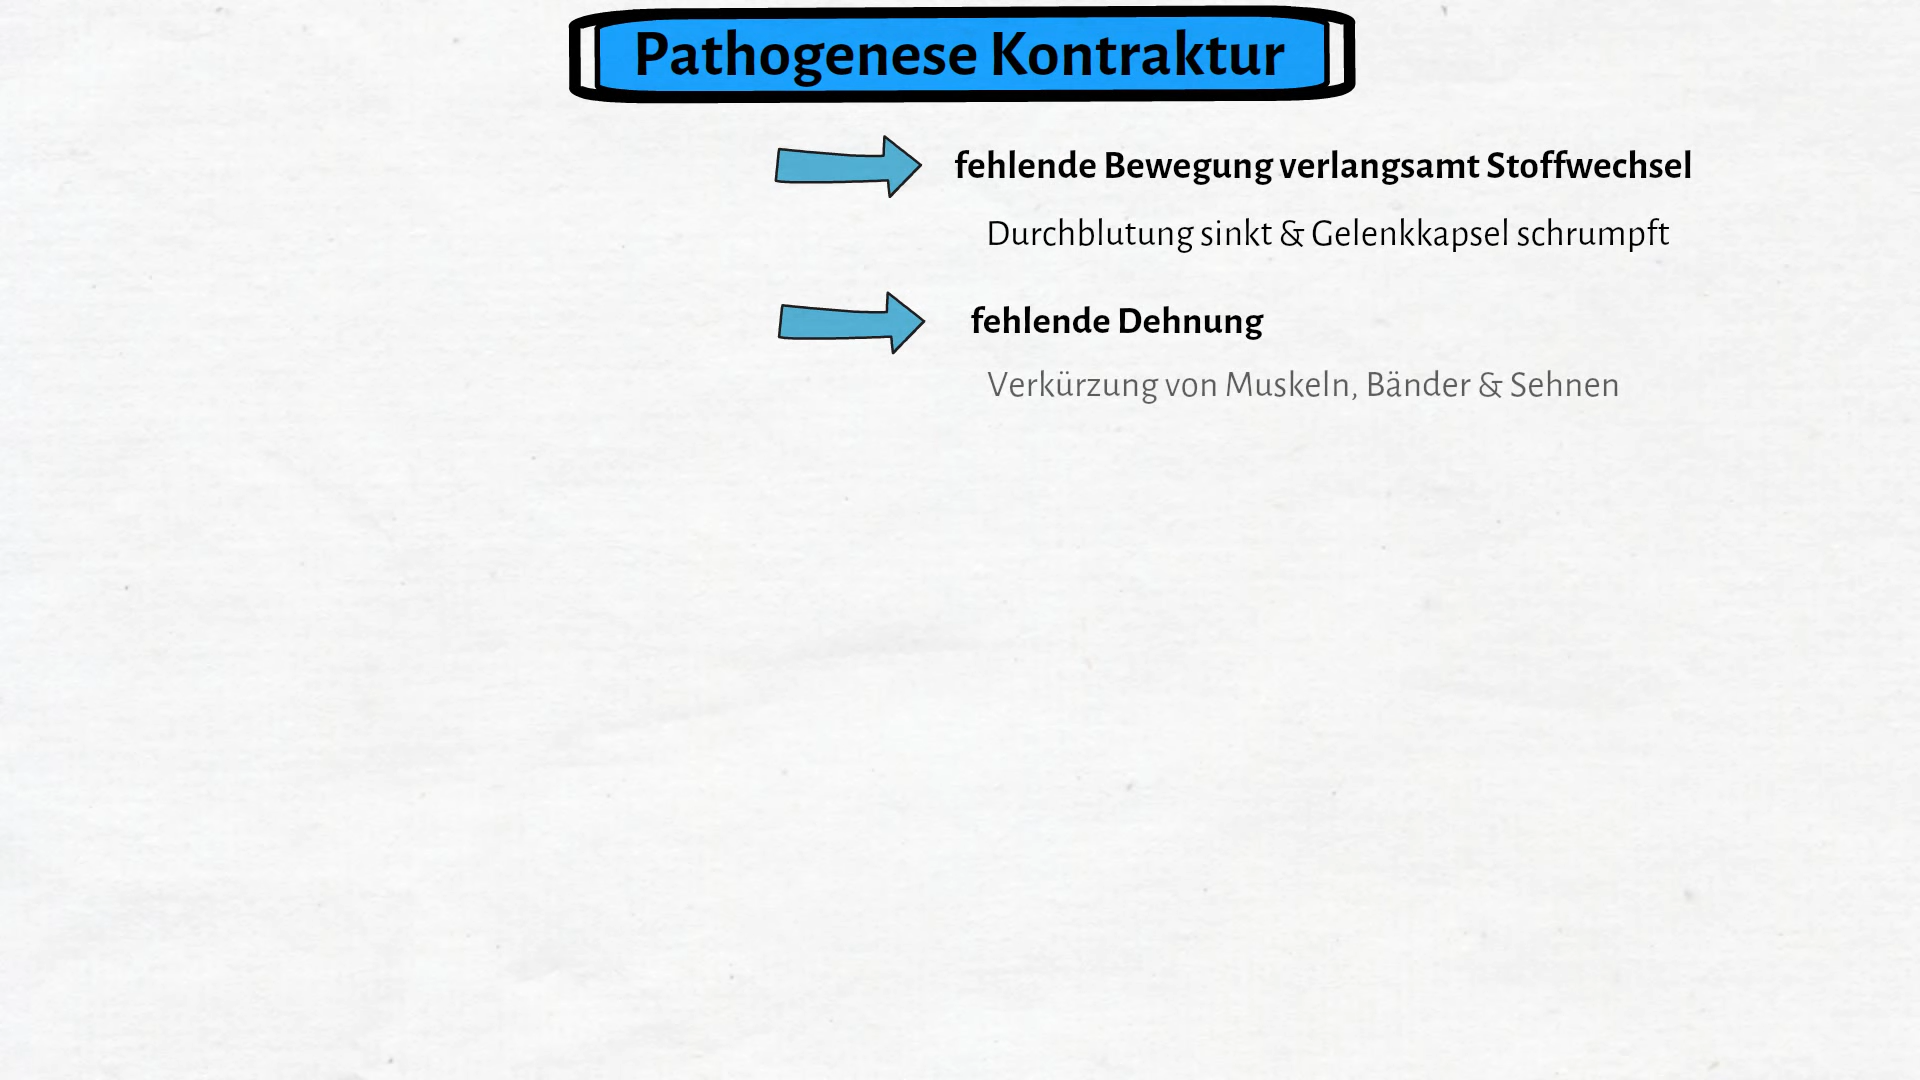 Pathogenese Kontraktur
fehlende Bewegung verlangsamt Stoffwechsel
Durchblutung sinkt & Gelenkkapsel schrumpft
fehlende Dehnung
Verkürzung von Muskeln, Bänder & Sehnen